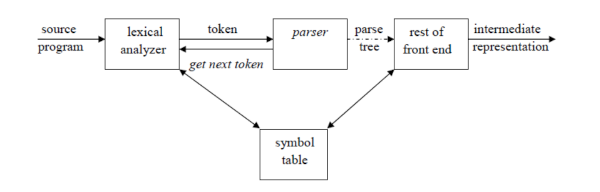 source
program
lexical
analyzer
token
get next token
parser
parse
tree
rest of
front end
intermediate
representation
symbol
table